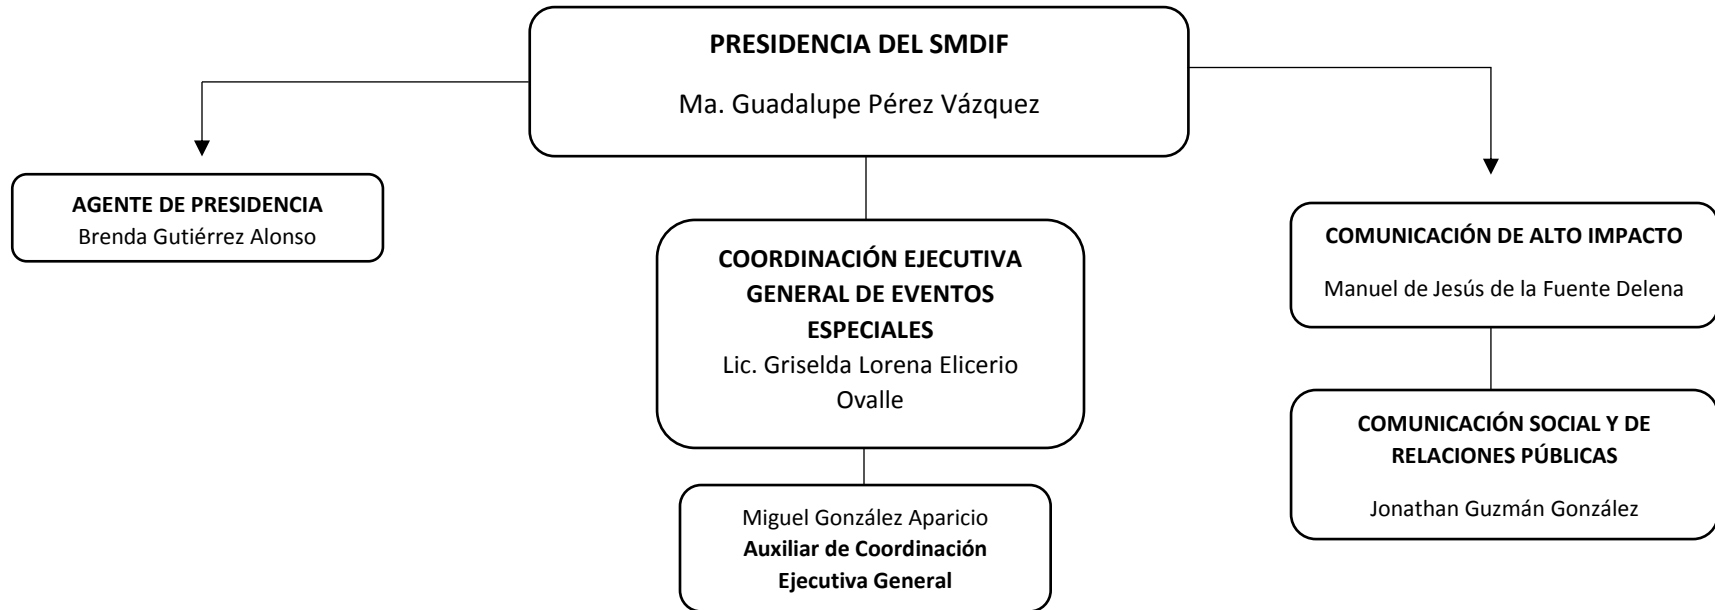 PRESIDENCIA DEL SMDIF
Ma. Guadalupe Pérez Vázquez
AGENTE DE PRESIDENCIA
Brenda Gutiérrez Alonso
COORDINACIÓN EJECUTIVA
GENERAL DE EVENTOS
ESPECIALES
Lic. Griselda Lorena Elicerio
Ovalle
Miguel González Aparicio
Auxiliar de Coordinación
Ejecutiva General
COMUNICACIÓN DE ALTO IMPACTO
Manuel de Jesús de la Fuente Delena
COMUNICACIÓN SOCIAL Y DE
RELACIONES PÚBLICAS
Jonathan Guzmán González